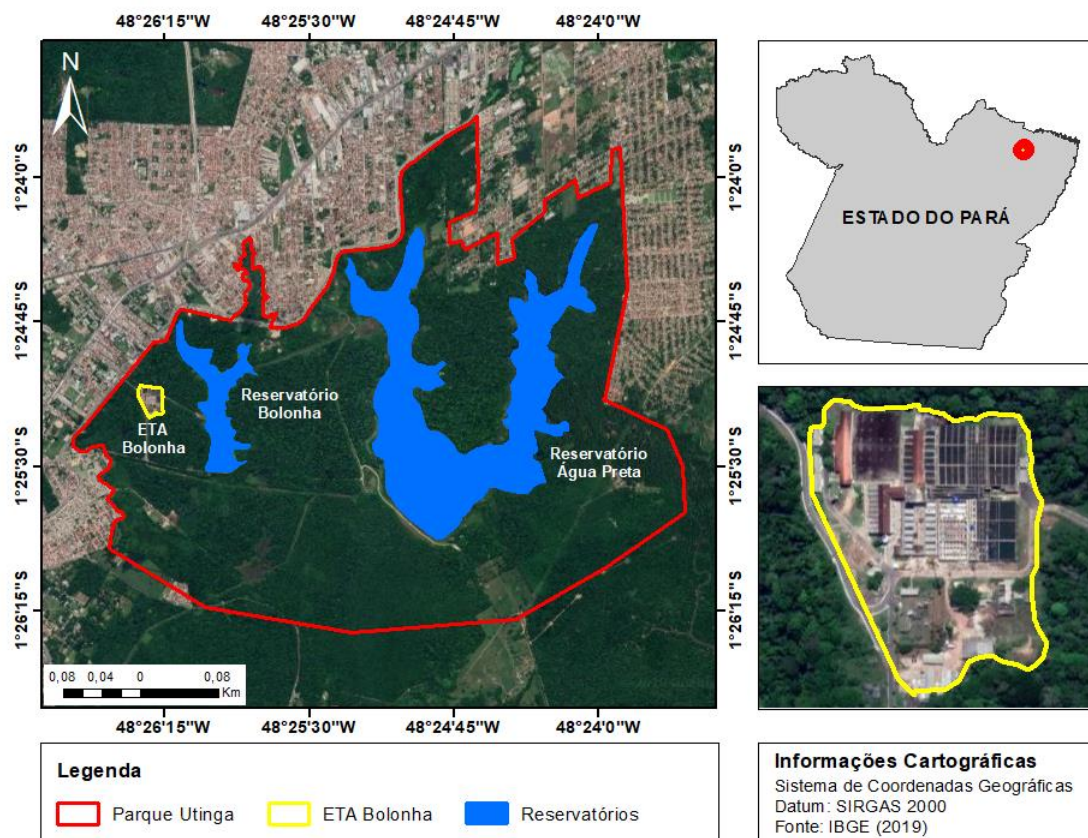 48°26'15"W 48°25'30"W 48°24'45"W 48°24'0"W
N
1°24'0"S
1°24'0"S
1°24'45"S
1°24'45"S
1°25'30"S
1°25'30"S
1°26'15"S
1°26'15"S
ETA
Bolonha
Reservatório
Bolonha
Reservatório
Água Preta
0,08 0,04 0 0,08
Km
48°26'15"W 48°25'30"W 48°24'45"W 48°24'0"W
ESTADO DO PARÁ
Legenda
Parque Utinga ETA Bolonha Reservatórios
Informações Cartográficas
Sistema de Coordenadas Geográficas
Datum: SIRGAS 2000
Fonte: IBGE (2019)